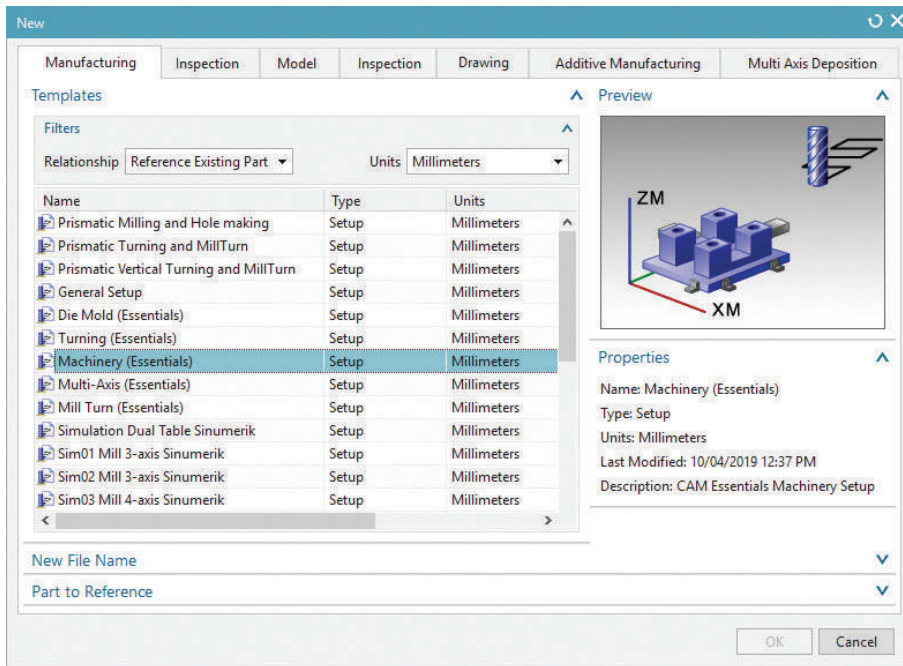 New
Manufacturing Inspection Model Inspection Drawing Additive Manufacturing Multi Axis Deposition
Templates
Filters
Relationship Reference Existing Part Units Millimeters
Name Type Units
Prismatic Milling and Hole making Setup Millimeters
Prismatic Turning and MillTurn Setup Millimeters
Prismatic Vertical Turning and MillTurn Setup Millimeters
General Setup Setup Millimeters
Die Mold (Essentials) Setup Millimeters
Turning (Essentials) Setup Millimeters
Machinery (Essentials) Setup Millimeters
Multi-Axis (Essentials) Setup Millimeters
Mill Turn (Essentials) Setup Millimeters
Simulation Dual Table Sinumerik Setup Millimeters
Sim01 Mill 3-axis Sinumerik Setup Millimeters
Sim02 Mill 3-axis Sinumerik Setup Millimeters
Sim03 Mill 4-axis Sinumerik Setup Millimeters
Preview
ZM
XM
Properties
Name: Machinery (Essentials)
Type: Setup
Units: Millimeters
Last Modified: 10/04/2019 12:37 PM
Description: CAM Essentials Machinery Setup
New File Name
Part to Reference
OK Cancel